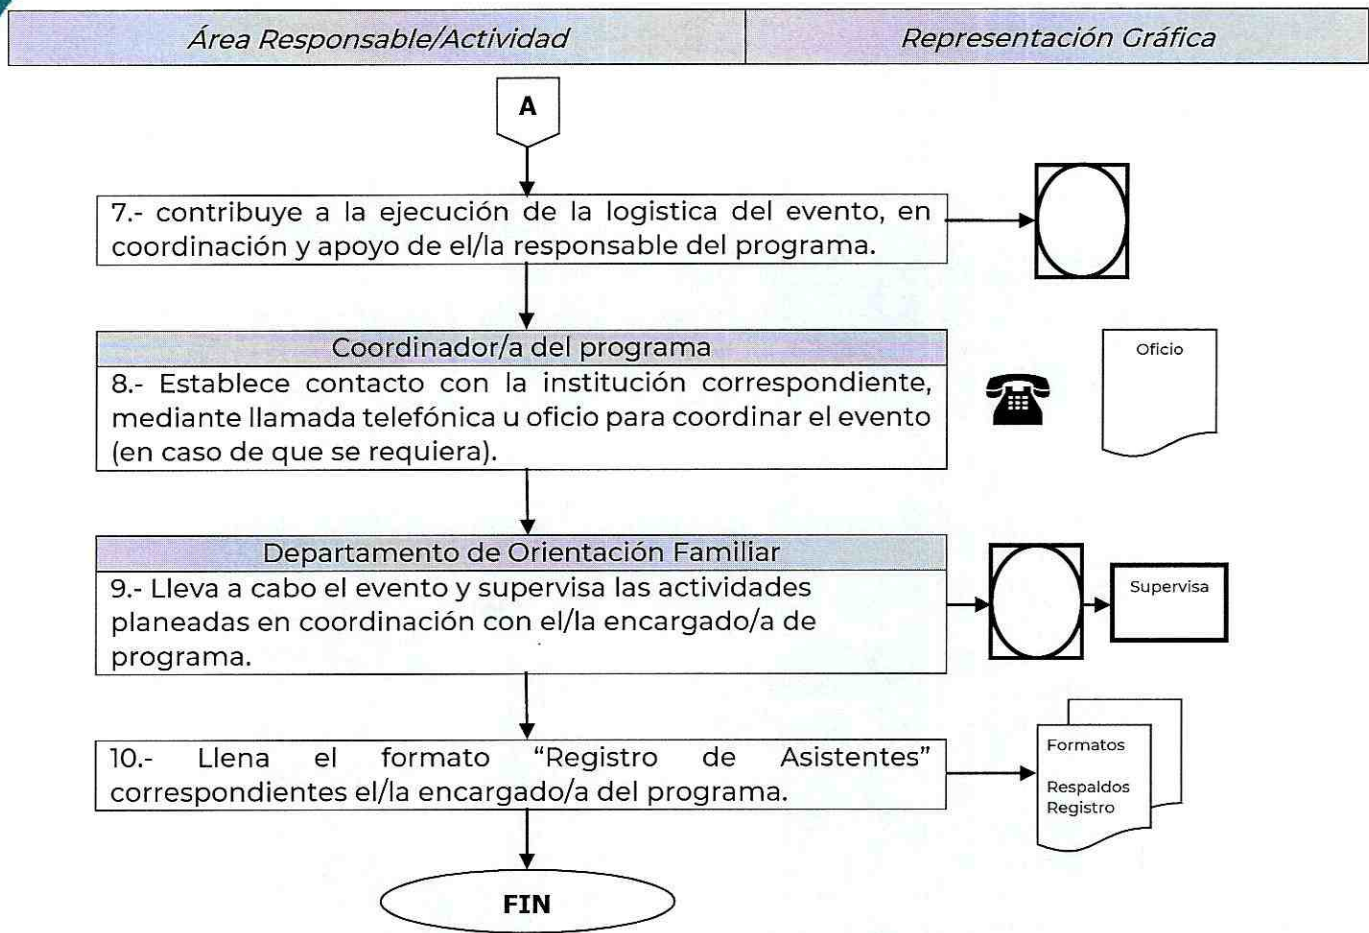 Área Responsable/Actividad
Representación Gráfica
A
7.- contribuye a la ejecución de la logistica del evento, en
coordinación y apoyo de el/la responsable del programa.
Coordinador/a del programa
8.- Establece contacto con la institución correspondiente,
mediante llamada telefónica u oficio para coordinar el evento
(en caso de que se requiera).
Oficio
Departamento de Orientación Familiar
9.- Lleva a cabo el evento y supervisa las actividades
planeadas en coordinación con el/la encargado/a de
programa.
Supervisa
10.- Llena el formato “Registro de Asistentes”
correspondientes el/la encargado/a del programa.
Formatos
Respaldos
Registro
FIN